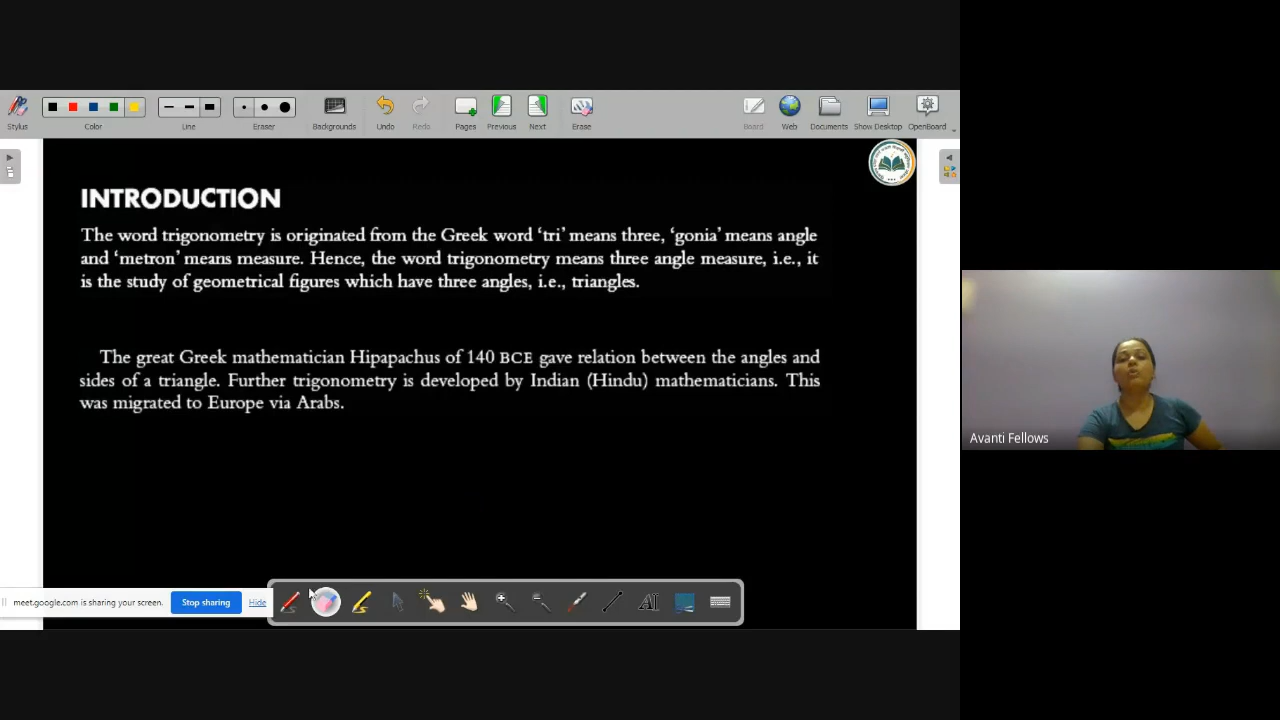 Stylus
Color
Line
Eraser
Backgrounds
Undo
Redo
Pages
Previous
Next
Erase
Board
Web
Documents
Show Desktop
OpenBoard
INTRODUCTION
The word trigonometry is originated from the Greek word ‘tri’ means three, ‘gonia’ means angle
and ‘metron’ means measure. Hence, the word trigonometry means three angle measure, i.e., it
is the study of geometrical figures which have three angles, i.e., triangles.
The great Greek mathematician Hipapachus of 140 BCE gave relation between the angles and
sides of a triangle. Further trigonometry is developed by Indian (Hindu) mathematicians. This
was migrated to Europe via Arabs.
Avanti Fellows
meet.google.com is sharing your screen.
Stop sharing
Hide
AI